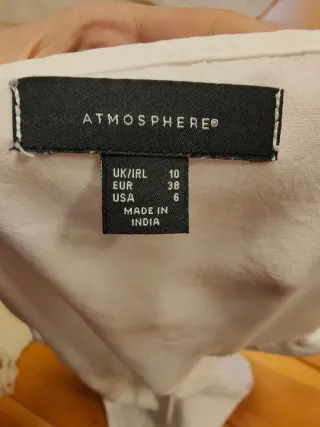 ATMOSPHERE®
UK/IRL 10
EUR 38
USA 6
MADE IN
INDIA